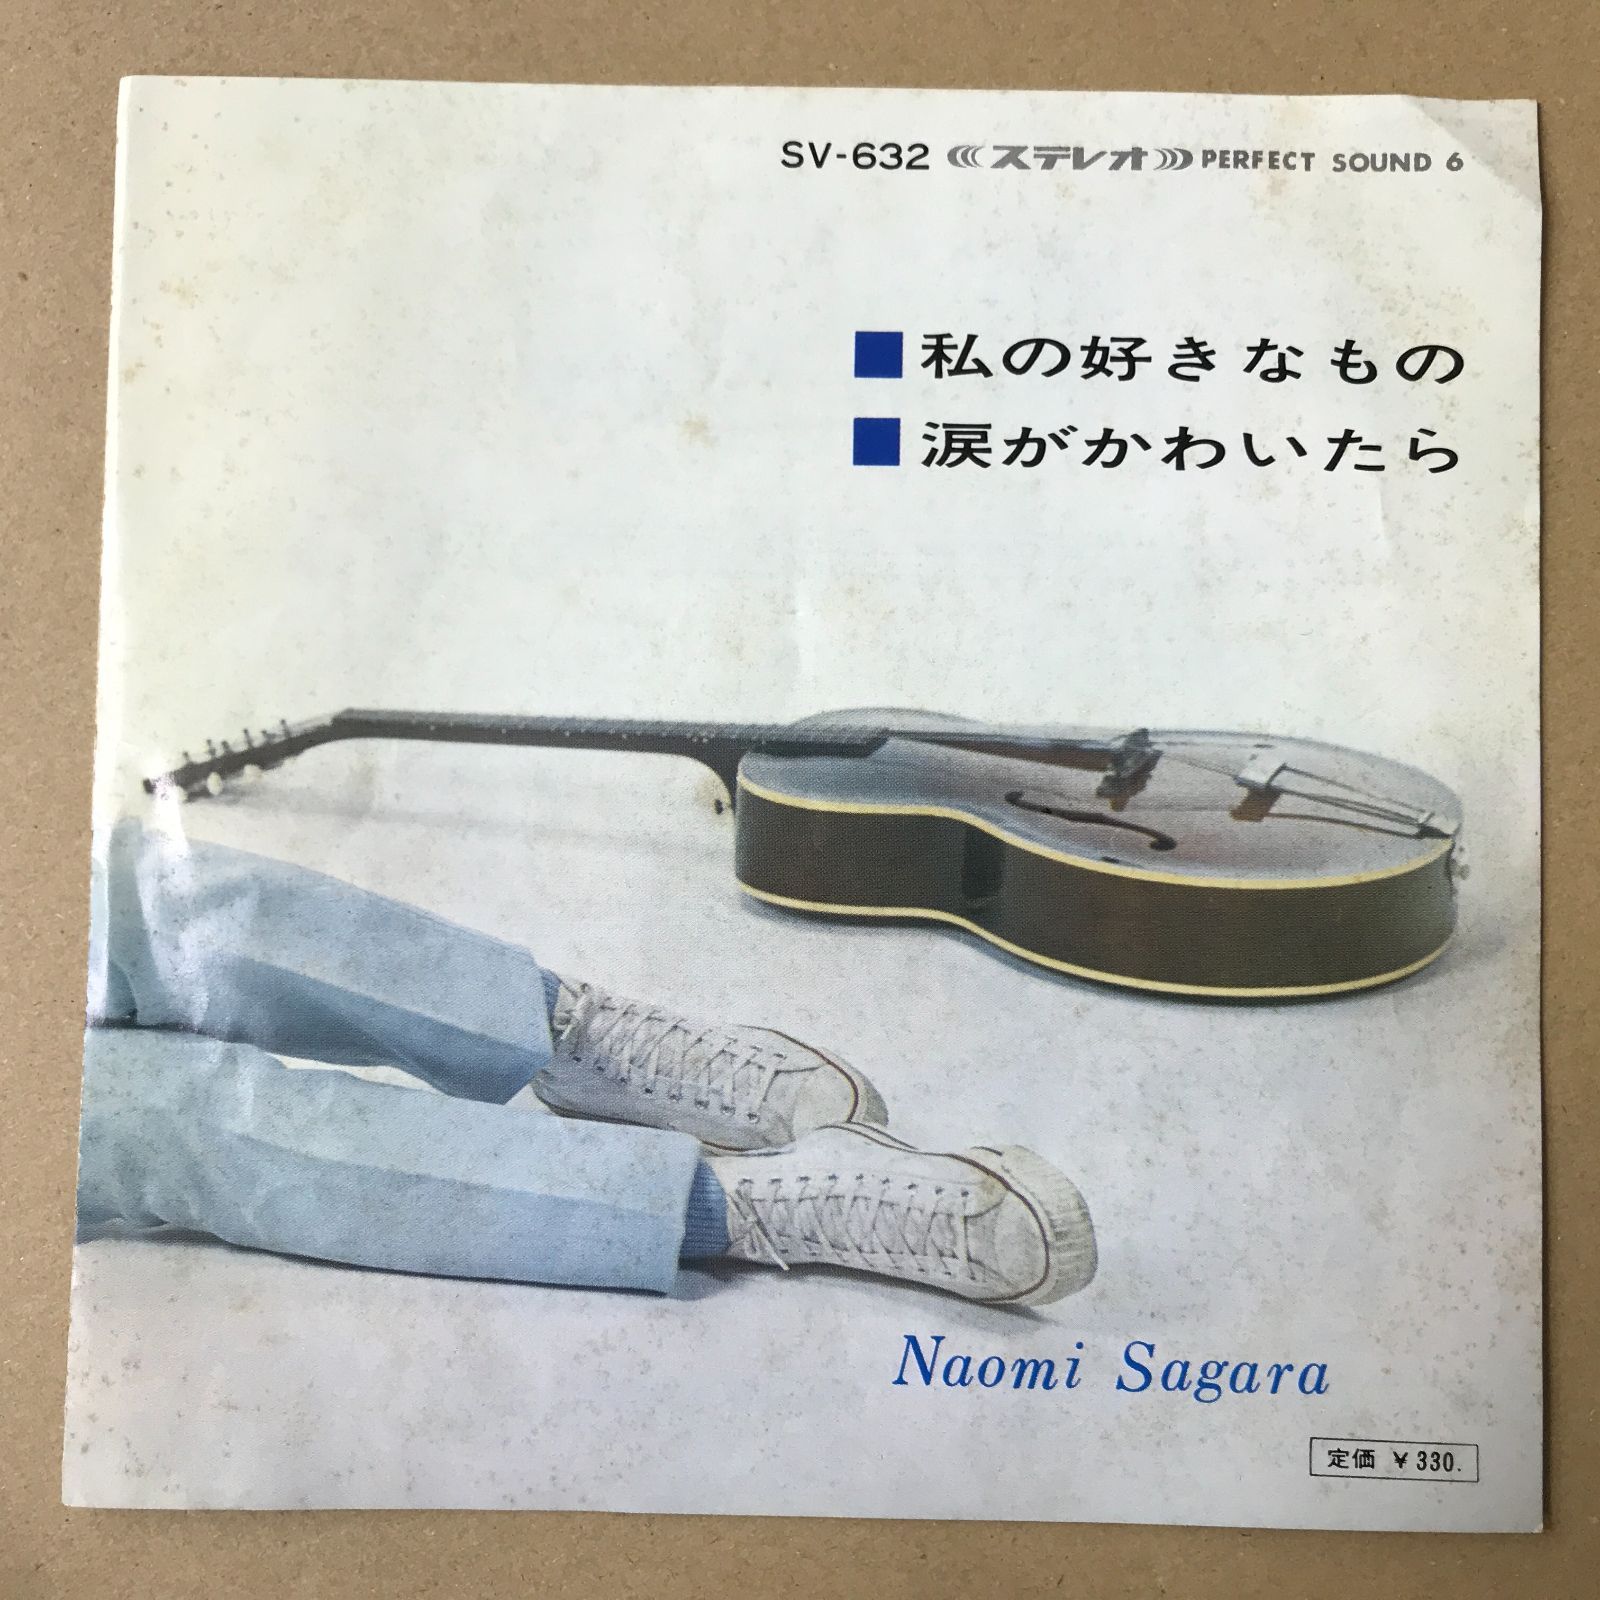 SV-632 ステレオ PERFECT SOUND 6
私の好きなもの
涙がかわいたら
Naomi Sagara
定価 ¥330.